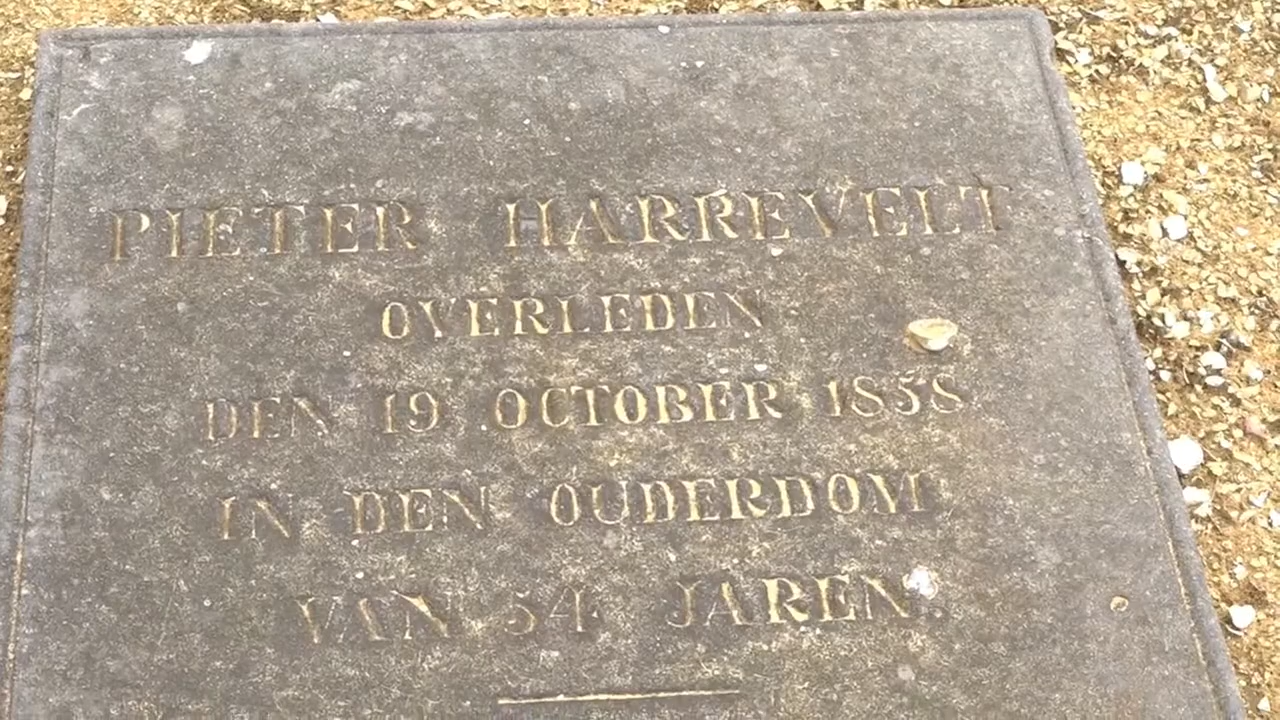 PIETER HARREVELT
OVERLEDEN
DEN 19 OCTOBER 1858
IN DEN OUDERDOM
VAN 54 JAREN.